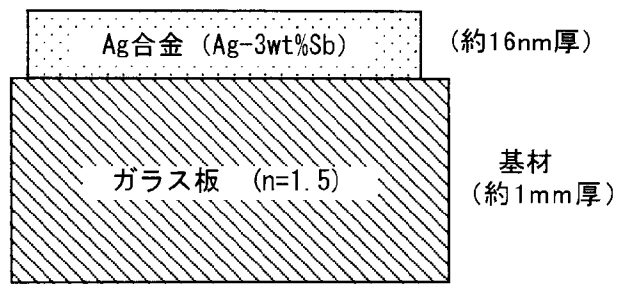 Ag合金 (Ag-3wt%Sb)
(約16nm厚)
ガラス板 (n=1.5)
基材
(約1mm厚)